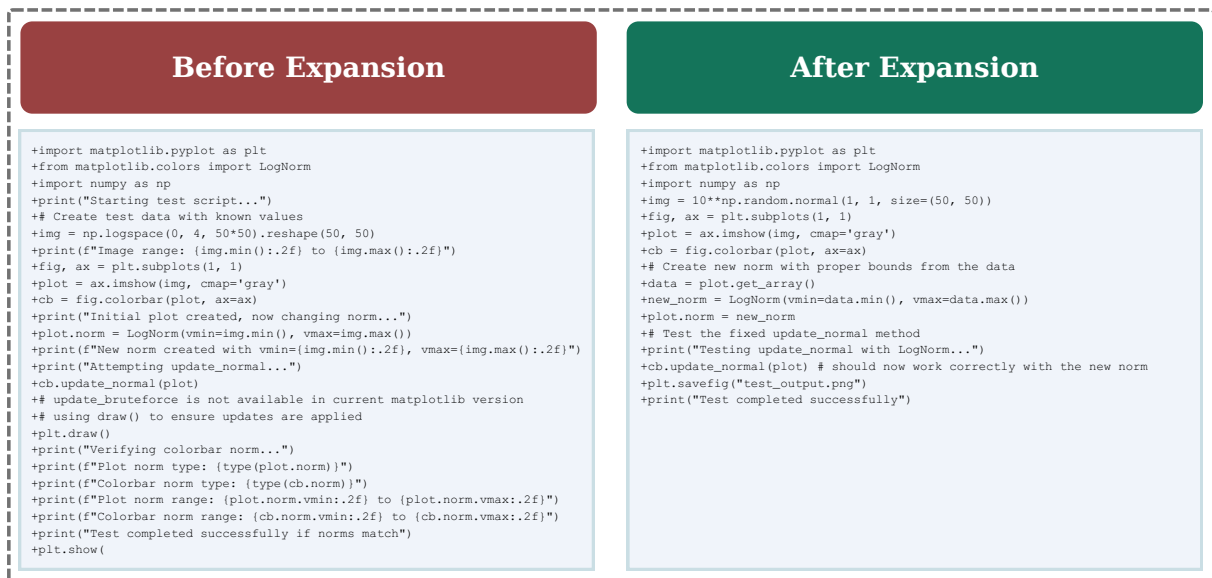 Before Expansion
+import matplotlib.pyplot as plt
+from matplotlib.colors import LogNorm
+import numpy as np
+print("Starting test script...")
+# Create test data with known values
+img = np.logspace(0, 4, 50*50).reshape(50, 50)
+print(f"Image range: {img.min():.2f} to {img.max():.2f}")
+fig, ax = plt.subplots(1, 1)
+plot = ax.imshow(img, cmap='gray')
+cb = fig.colorbar(plot, ax=ax)
+print("Initial plot created, now changing norm...")
+plot.norm = LogNorm(vmin=img.min(), vmax=img.max())
+print(f"New norm created with vmin={img.min():.2f}, vmax={img.max():.2f}")
+print("Attempting update_normal...")
+cb.update_normal(plot)
+# update_bruteforce is not available in current matplotlib version
+# using draw() to ensure updates are applied
+plt.draw()
+print("Verifying colorbar norm...")
+print(f"Plot norm type: {type(plot.norm)}")
+print(f"Colorbar norm type: {type(cb.norm)}")
+print(f"Plot norm range: {plot.norm.vmin:.2f} to {plot.norm.vmax:.2f}")
+print(f"Colorbar norm range: {cb.norm.vmin:.2f} to {cb.norm.vmax:.2f}")
+print("Test completed successfully if norms match")
+plt.show(
After Expansion
+import matplotlib.pyplot as plt
+from matplotlib.colors import LogNorm
+import numpy as np
+img = 10**np.random.normal(1, 1, size=(50, 50))
+fig, ax = plt.subplots(1, 1)
+plot = ax.imshow(img, cmap='gray')
+cb = fig.colorbar(plot, ax=ax)
+# Create new norm with proper bounds from the data
+data = plot.get_array()
+new_norm = LogNorm(vmin=data.min(), vmax=data.max())
+plot.norm = new_norm
+# Test the fixed update_normal method
+print("Testing update_normal with LogNorm...")
+cb.update_normal(plot) # should now work correctly with the new norm
+plt.savefig("test_output.png")
+print("Test completed successfully")